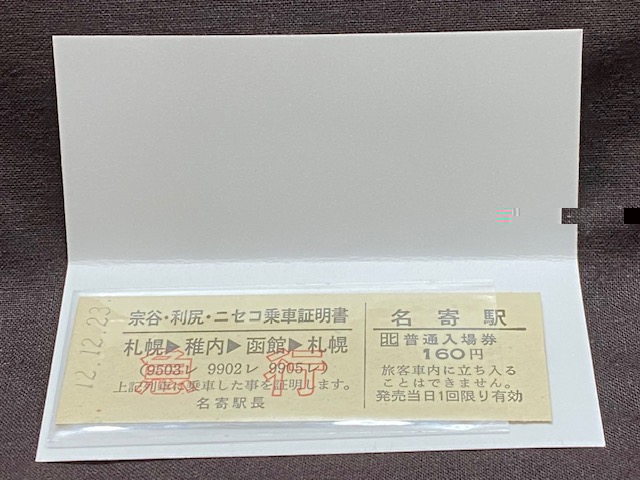 12.12.23
宗谷・利尻・ニセコ乗車証明書
札幌▶稚内▶函館▶札幌
9503レ 9902レ 9905レ
急行
上記列車に乗車した事を証明します。
名寄駅長
名寄駅
北 普通入場券
160円
旅客車内に立ち入る
ことはできません。
発売当日1回限り有効